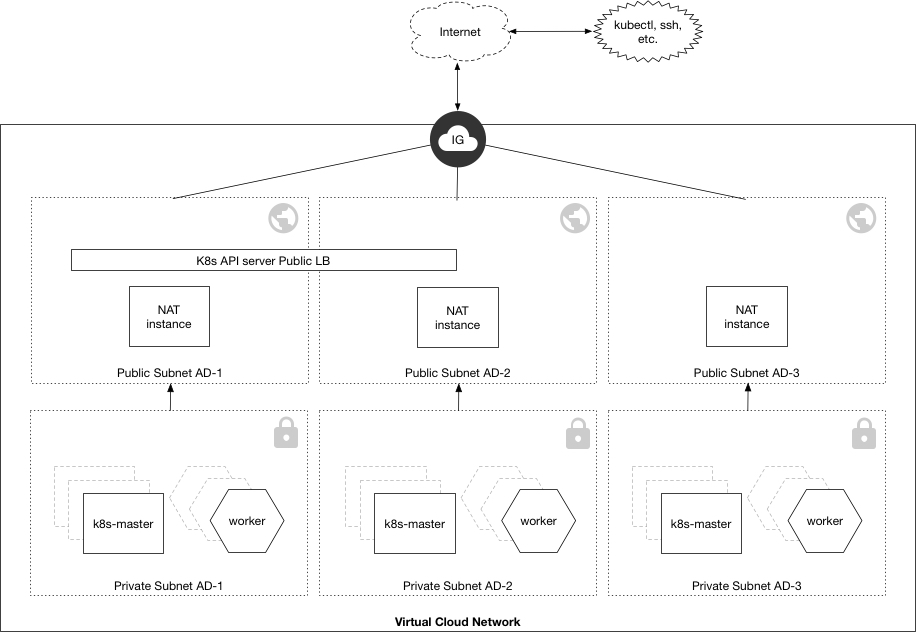 Internet
kubectl, ssh,
etc.
IG
K8s API server Public LB
NAT
instance
NAT
instance
NAT
instance
Public Subnet AD-1
Public Subnet AD-2
Public Subnet AD-3
k8s-master
worker
k8s-master
worker
k8s-master
worker
Private Subnet AD-1
Private Subnet AD-2
Private Subnet AD-3
Virtual Cloud Network